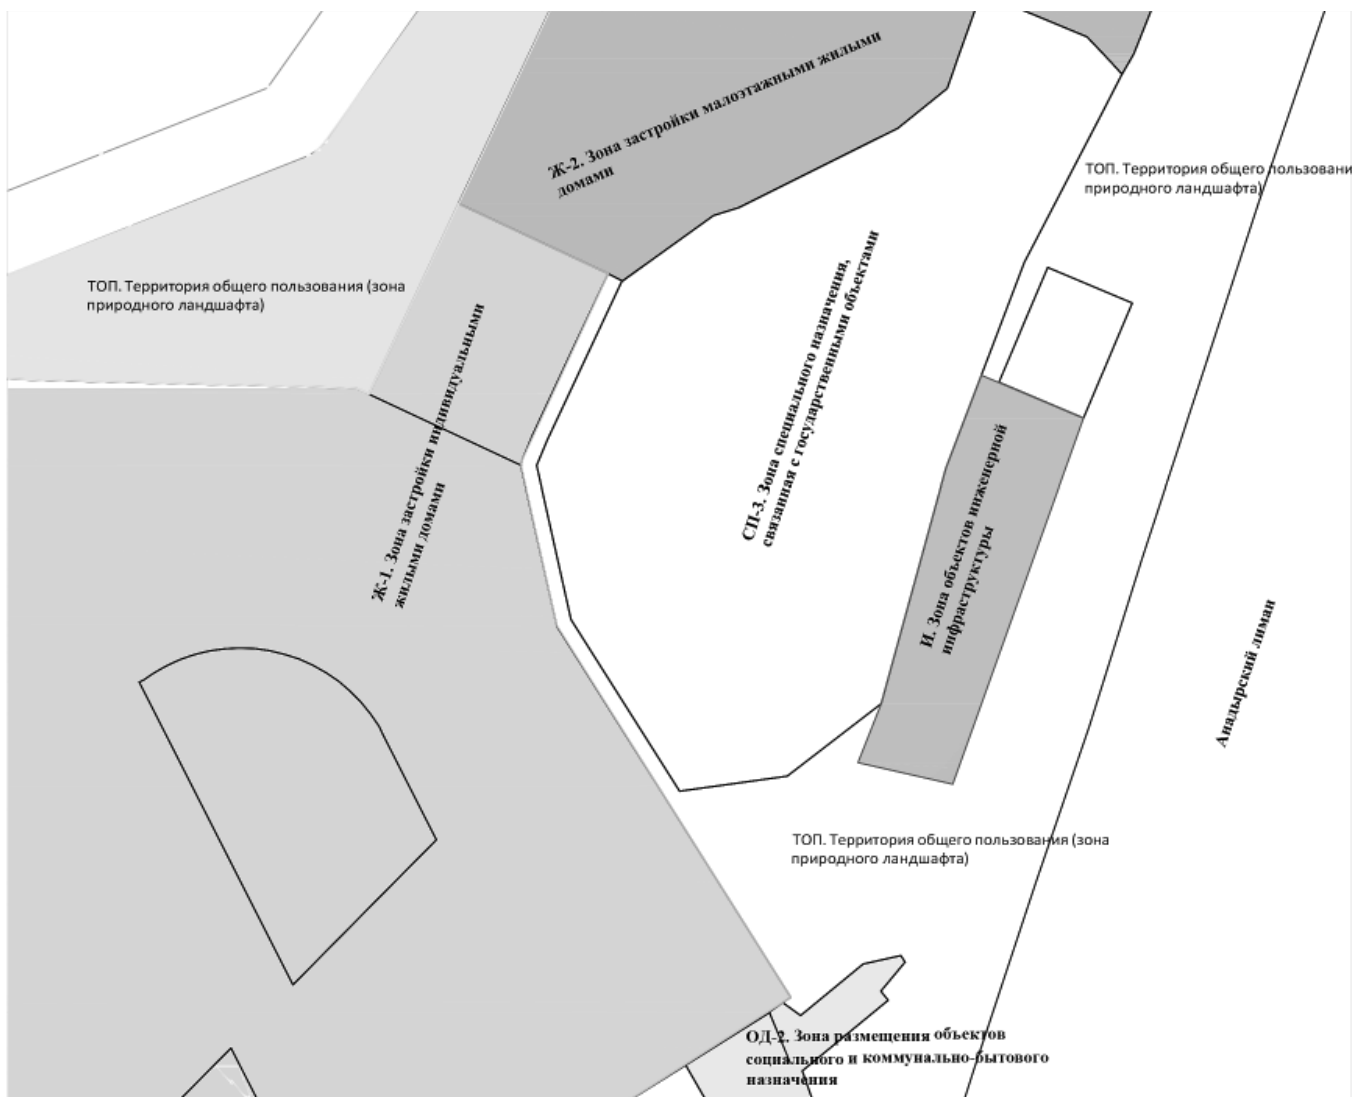 Ж-2. Зона застройки малоэтажными жилыми
домами
ТОП. Территория общего пользовани
природного ландшафта)
ТОП. Территория общего пользования (зона
природного ландшафта)
Ж-1. Зона застройки индивидуальными
жилыми домами
СП-3. Зона специального назначения,
связанная с государственными объектами
И. Зона объектов инженерной
инфраструктуры
Анадырский лиман
ТОП. Территория общего пользования (зона
природного ландшафта)
ОД-2. Зона размещения объектов
социального и коммунально-бытового
назначения